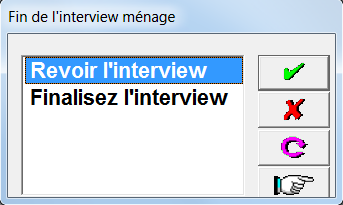 Fin de l'interview ménage
Revoir l'interview
Finalisez l'interview